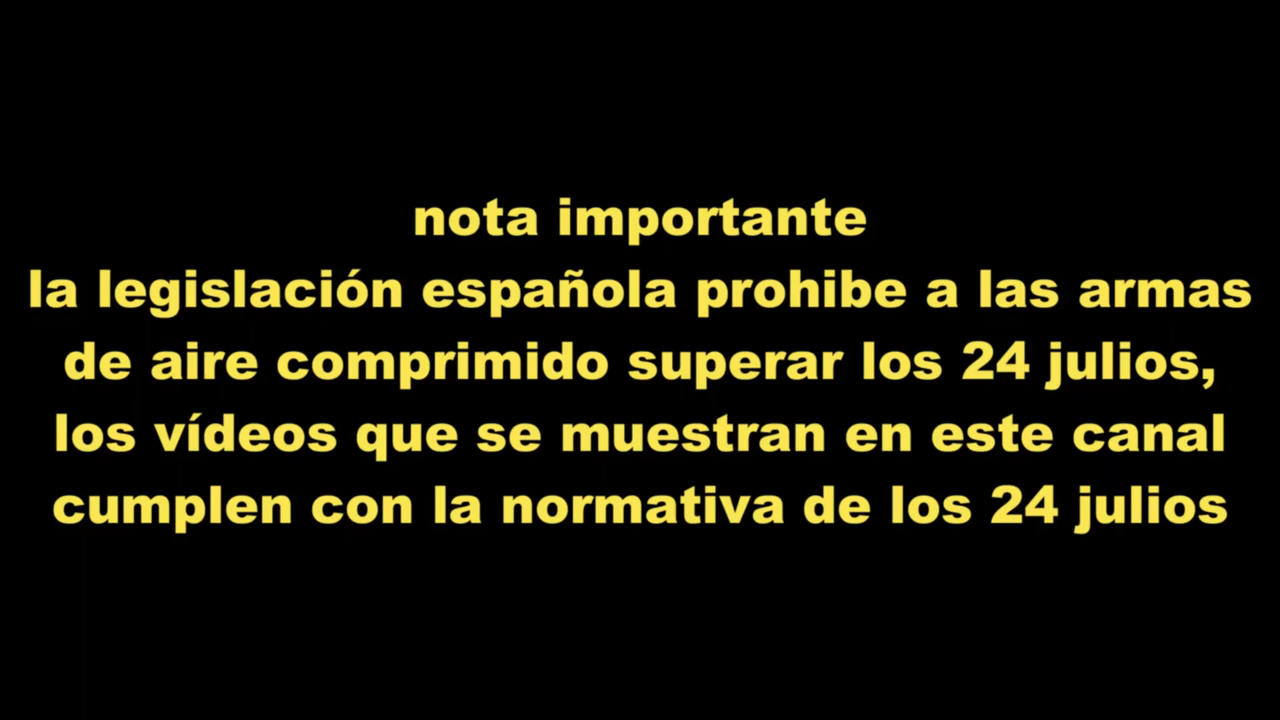 nota importante
la legislación española prohibe a las armas
de aire comprimido superar los 24 julios,
los vídeos que se muestran en este canal
cumplen con la normativa de los 24 julios